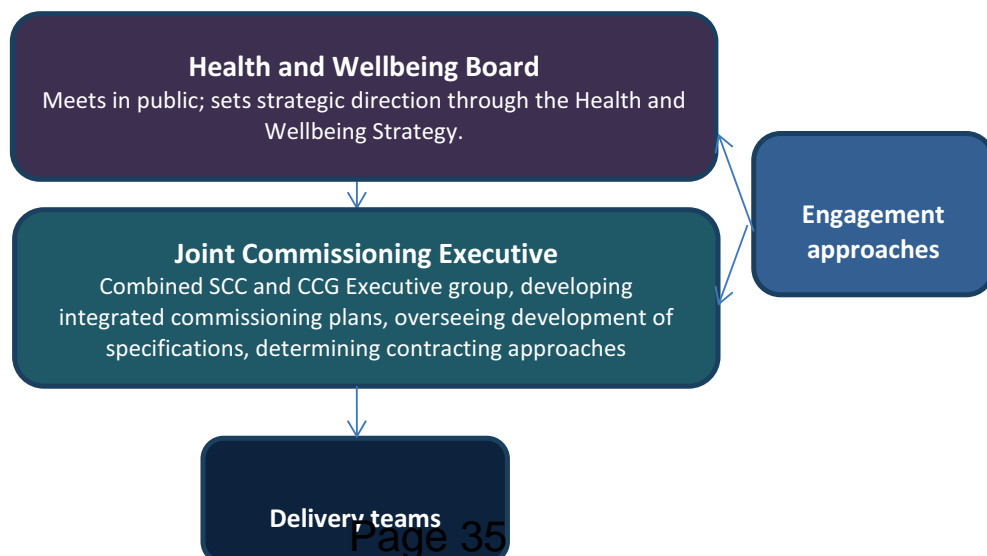 Health and Wellbeing Board
Meets in public; sets strategic direction through the Health and
Wellbeing Strategy.
Engagement
approaches
Joint Commissioning Executive
Combined SCC and CCG Executive group, developing
integrated commissioning plans, overseeing development of
specifications, determining contracting approaches
Delivery teams
Page 35